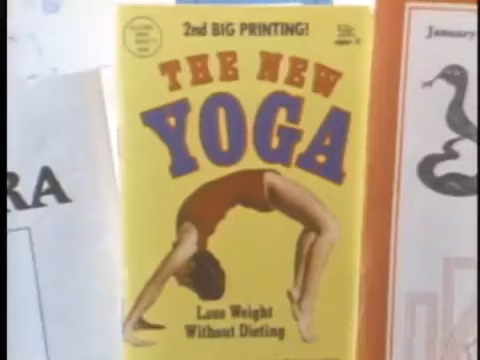 2nd BIG PRINTING!
THE NEW
YOGA
Lose Weight
Without Dieting
RA
January